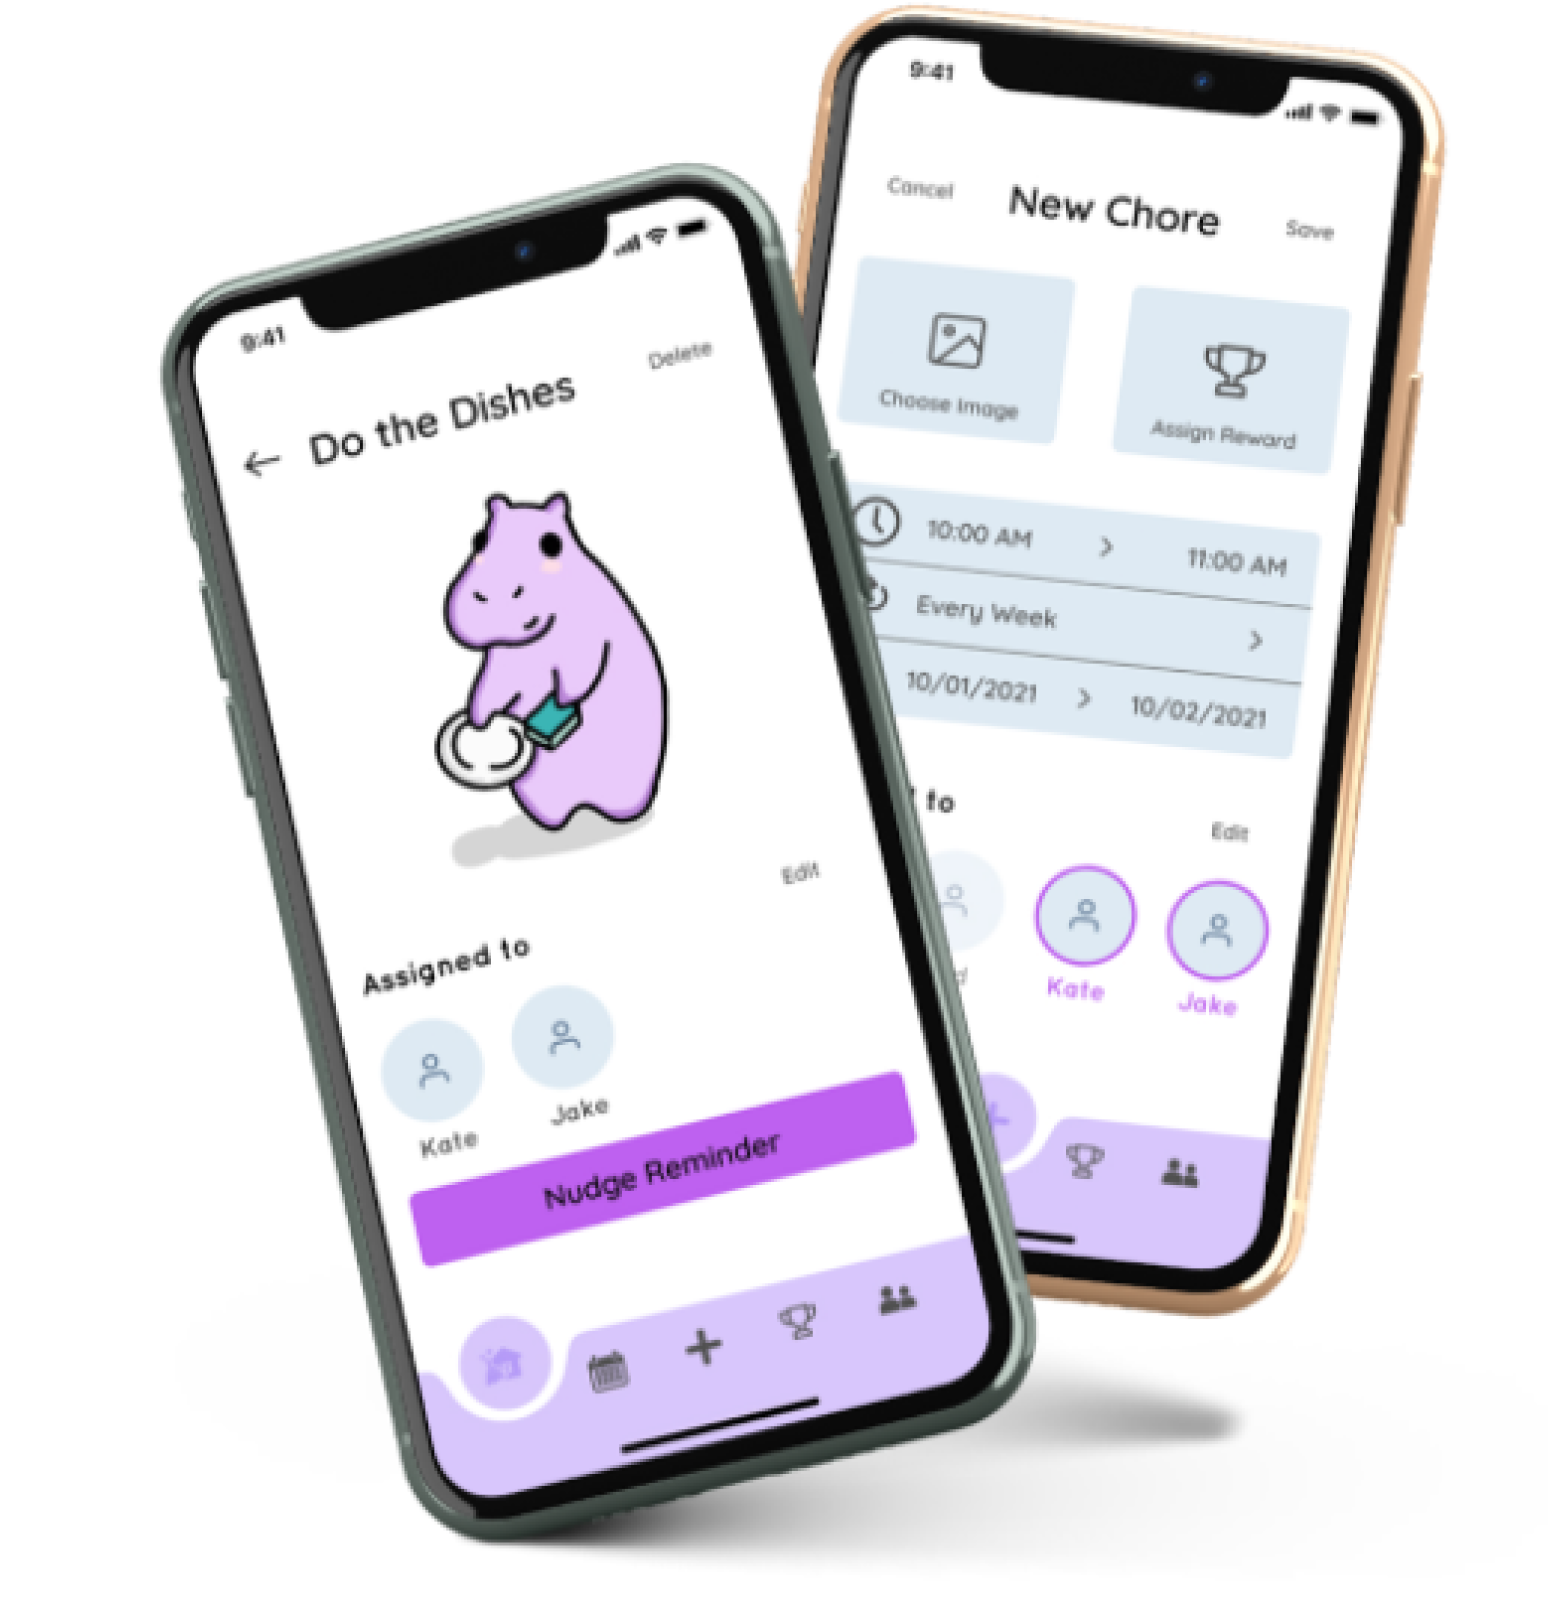 9:41
Delete
Do the Dishes
Edit
Assigned to
Kate
Jake
Nudge Reminder
9:41
Cancel
New Chore
Save
Choose Image
Assign Reward
10:00 AM
11:00 AM
Every Week
10/01/2021
10/02/2021
to
Edit
Kate
Jake